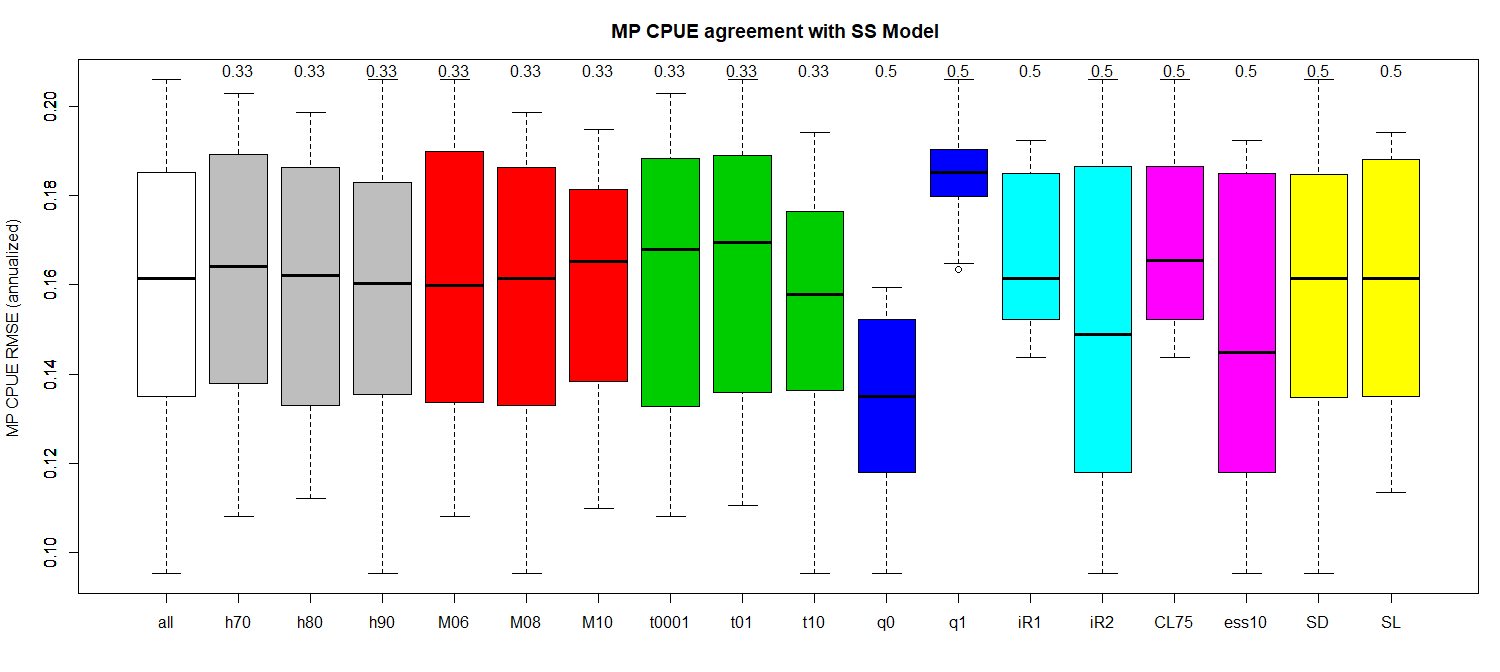 MP CPUE agreement with SS Model
0.33 0.33 0.33 0.33 0.33 0.33 0.33 0.33 0.33 0.5 0.5 0.5 0.5 0.5 0.5 0.5 0.5
MP CPUE RMSE (annualized)
0.20
0.18
0.16
0.14
0.12
0.10
all h70 h80 h90 M06 M08 M10 t0001 t01 t10 q0 q1 iR1 iR2 CL75 ess10 SD SL